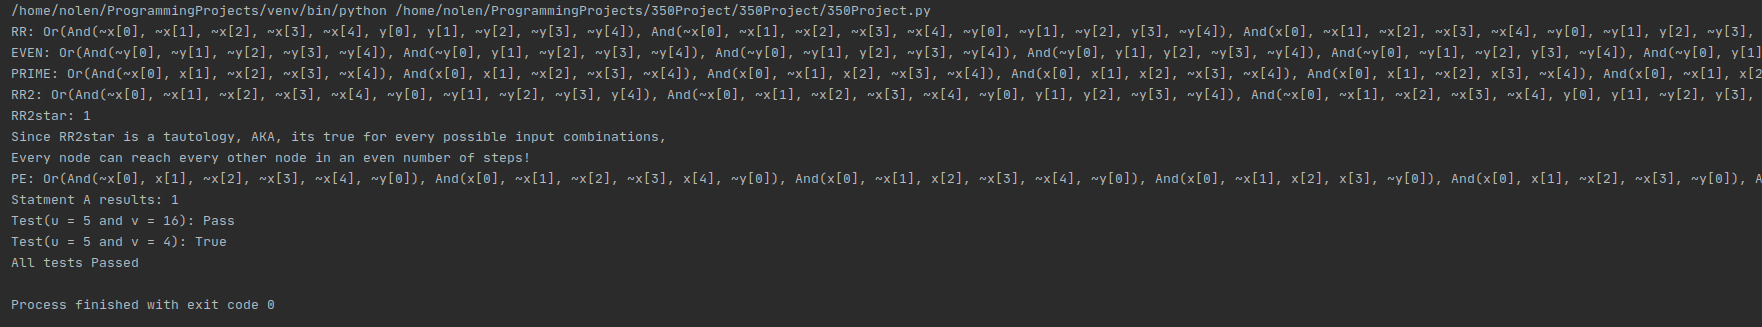 /home/nolen/ProgrammingProjects/venv/bin/python /home/nolen/ProgrammingProjects/350Project/350Project/350Project.py
RR: Or(And(~x[0], ~x[1], ~x[2], ~x[3], ~x[4], y[0], y[1], ~y[2], ~y[3], ~y[4]), And(~x[0], ~x[1], ~x[2], ~x[3], ~x[4], ~y[0], ~y[1], ~y[2], y[3], ~y[4]), And(x[0], ~x[1], ~x[2], ~x[3], ~x[4], ~y[0], ~y[1], y[2], ~y[3],
EVEN: Or(And(~y[0], ~y[1], ~y[2], ~y[3], ~y[4]), And(~y[0], y[1], ~y[2], ~y[3], ~y[4]), And(~y[0], ~y[1], y[2], ~y[3], ~y[4]), And(~y[0], y[1], y[2], ~y[3], ~y[4]), And(~y[0], ~y[1], ~y[2], y[3], ~y[4]), And(~y[0], y[1]
PRIME: Or(And(~x[0], x[1], ~x[2], ~x[3], ~x[4]), And(x[0], x[1], ~x[2], ~x[3], ~x[4]), And(x[0], ~x[1], x[2], ~x[3], ~x[4]), And(x[0], x[1], x[2], ~x[3], ~x[4]), And(x[0], x[1], ~x[2], x[3], ~x[4]), And(x[0], ~x[1], x[2
RR2: Or(And(~x[0], ~x[1], ~x[2], ~x[3], ~x[4], ~y[0], ~y[1], ~y[2], ~y[3], y[4]), And(~x[0], ~x[1], ~x[2], ~x[3], ~x[4], ~y[0], y[1], y[2], ~y[3], ~y[4]), And(~x[0], ~x[1], ~x[2], ~x[3], ~x[4], y[0], y[1], ~y[2], y[3],
RR2star: 1
Since RR2star is a tautology, AKA, its true for every possible input combinations,
Every node can reach every other node in an even number of steps!
PE: Or(And(~x[0], x[1], ~x[2], ~x[3], ~x[4], ~y[0]), And(x[0], ~x[1], ~x[2], ~x[3], x[4], ~y[0]), And(x[0], ~x[1], x[2], ~x[3], ~x[4], ~y[0]), And(x[0], ~x[1], x[2], x[3], ~y[0]), And(x[0], x[1], ~x[2], ~x[3], ~y[0]), A
Statment A results: 1
Test(u = 5 and v = 16): Pass
Test(u = 5 and v = 4): True
All tests Passed
Process finished with exit code 0